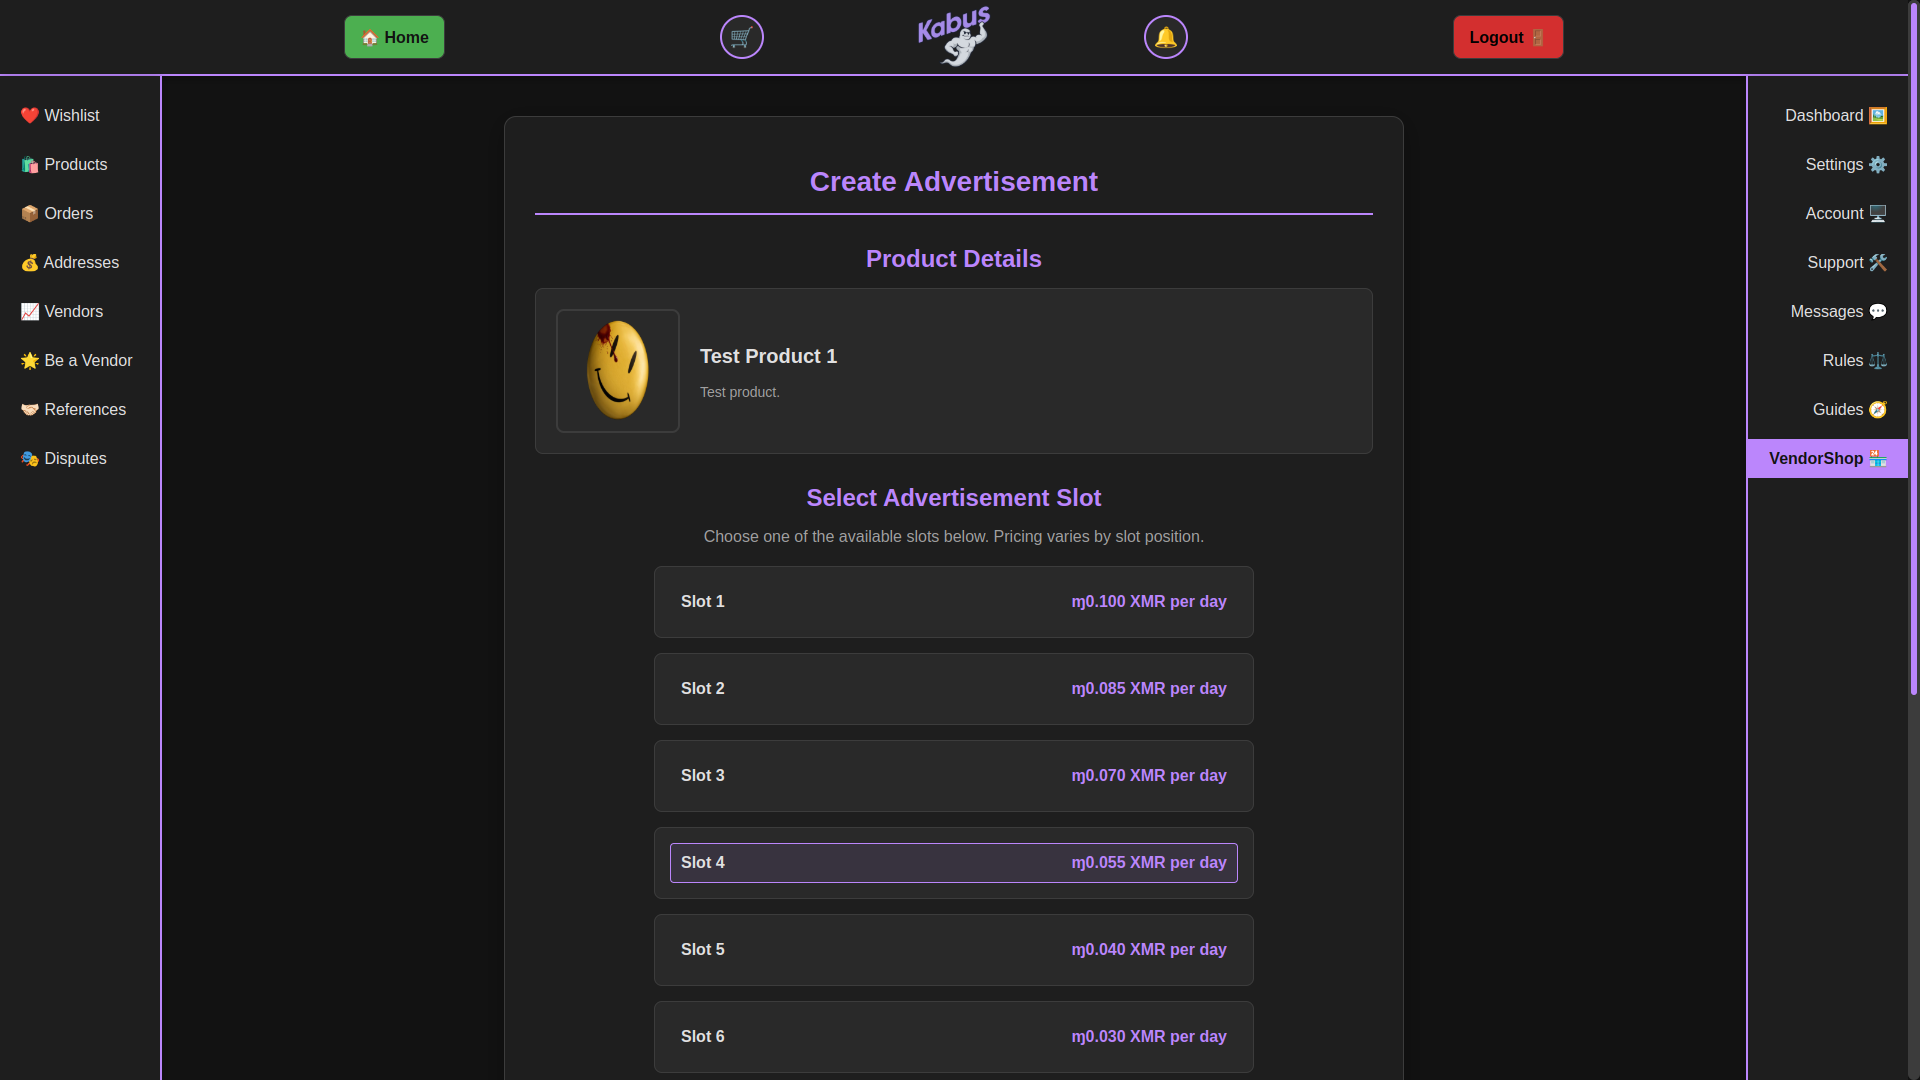 🏠 Home
🛒
Kabus
🔔
Logout 🚪
❤️ Wishlist
🛍️ Products
📦 Orders
💰 Addresses
📈 Vendors
🌟 Be a Vendor
🤝🏻 References
🎭 Disputes
Create Advertisement
Product Details
Test Product 1
Test product.
Select Advertisement Slot
Choose one of the available slots below. Pricing varies by slot position.
Slot 1 ɱ0.100 XMR per day
Slot 2 ɱ0.085 XMR per day
Slot 3 ɱ0.070 XMR per day
Slot 4 ɱ0.055 XMR per day
Slot 5 ɱ0.040 XMR per day
Slot 6 ɱ0.030 XMR per day
Dashboard 🖼️
Settings ⚙️
Account 🖥️
Support 🛠️
Messages 💬
Rules ⚖️
Guides 🧭
VendorShop 🏪